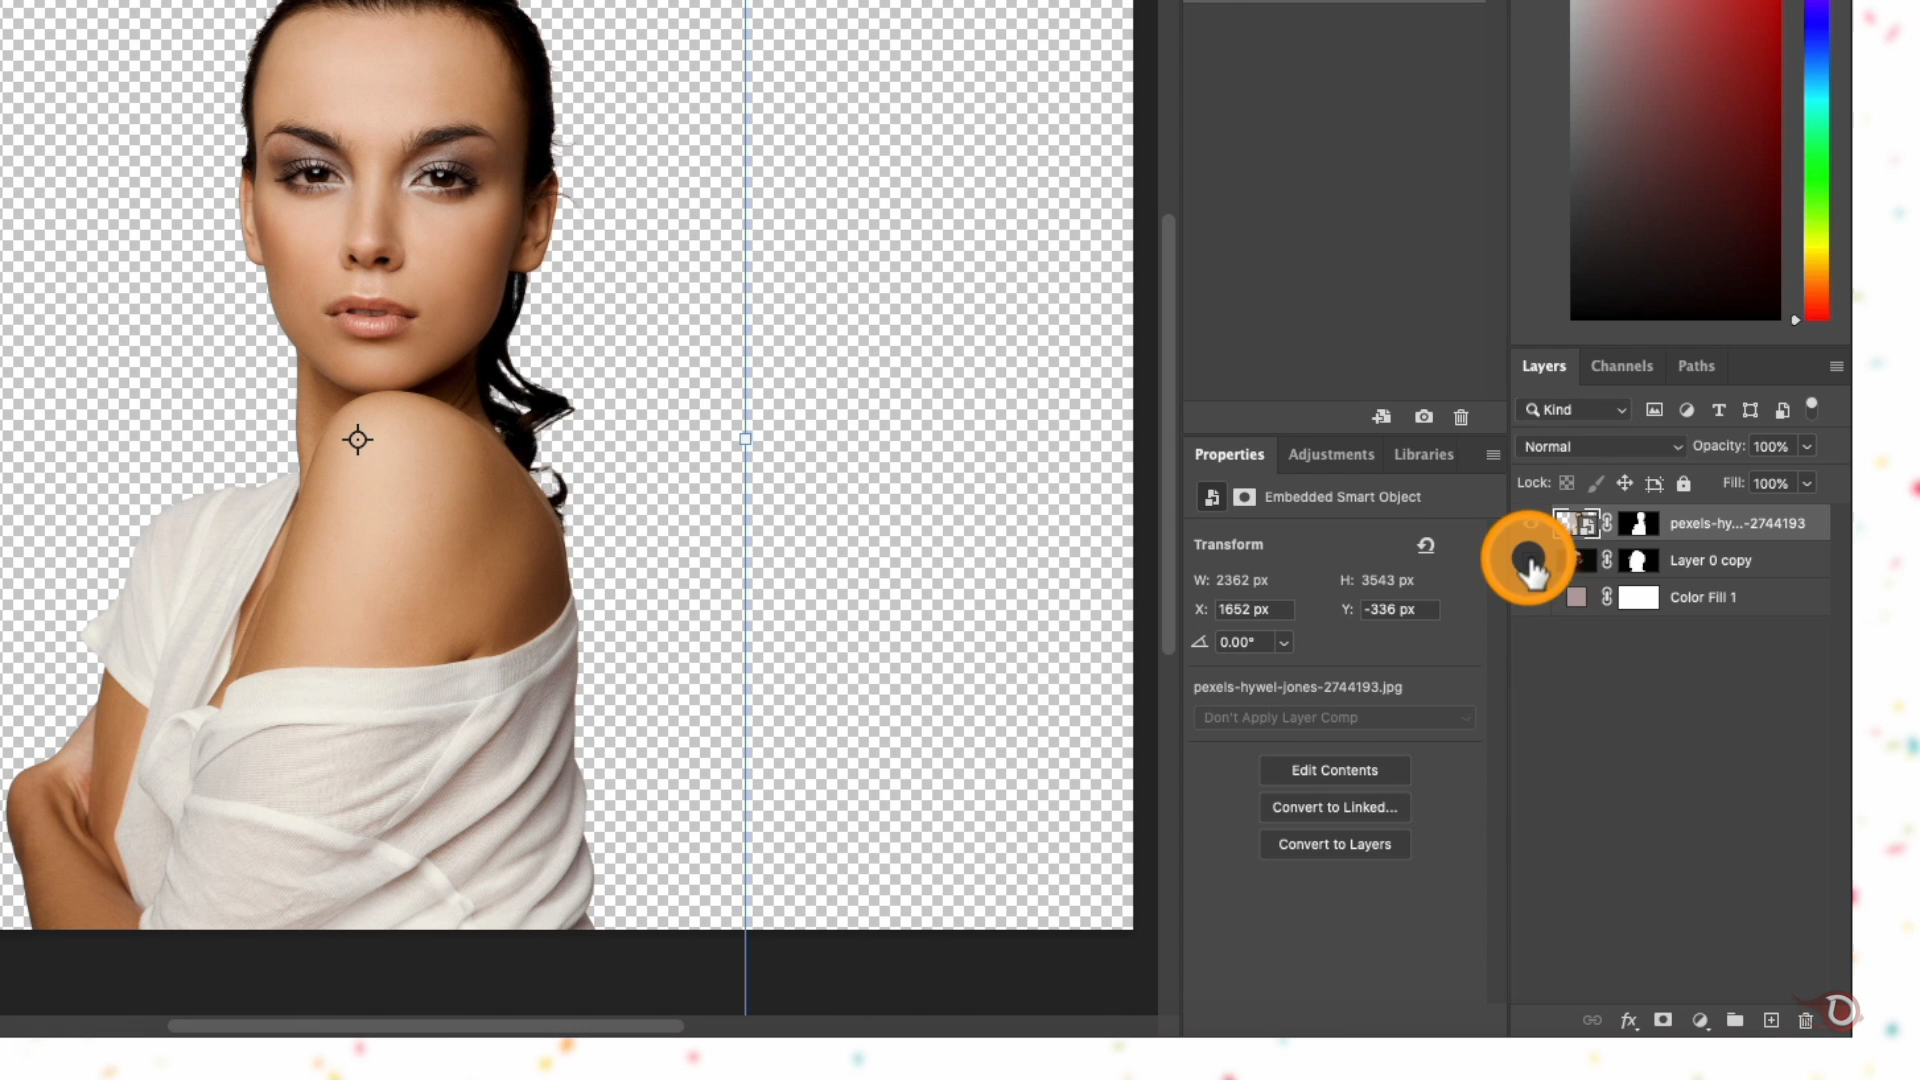 Layers Channels Paths
Kind
Normal Opacity: 100%
Lock: Fill: 100%
Properties Adjustments Libraries
Embedded Smart Object
Transform
W: 2362 px H: 3543 px
X: 1652 px Y: -336 px
0.00°
pexels-hywel-jones-2744193.jpg
Don't Apply Layer Comp
Edit Contents
Convert to Linked...
Convert to Layers
pexels-hy...-2744193
Layer 0 copy
Color Fill 1
fx
D